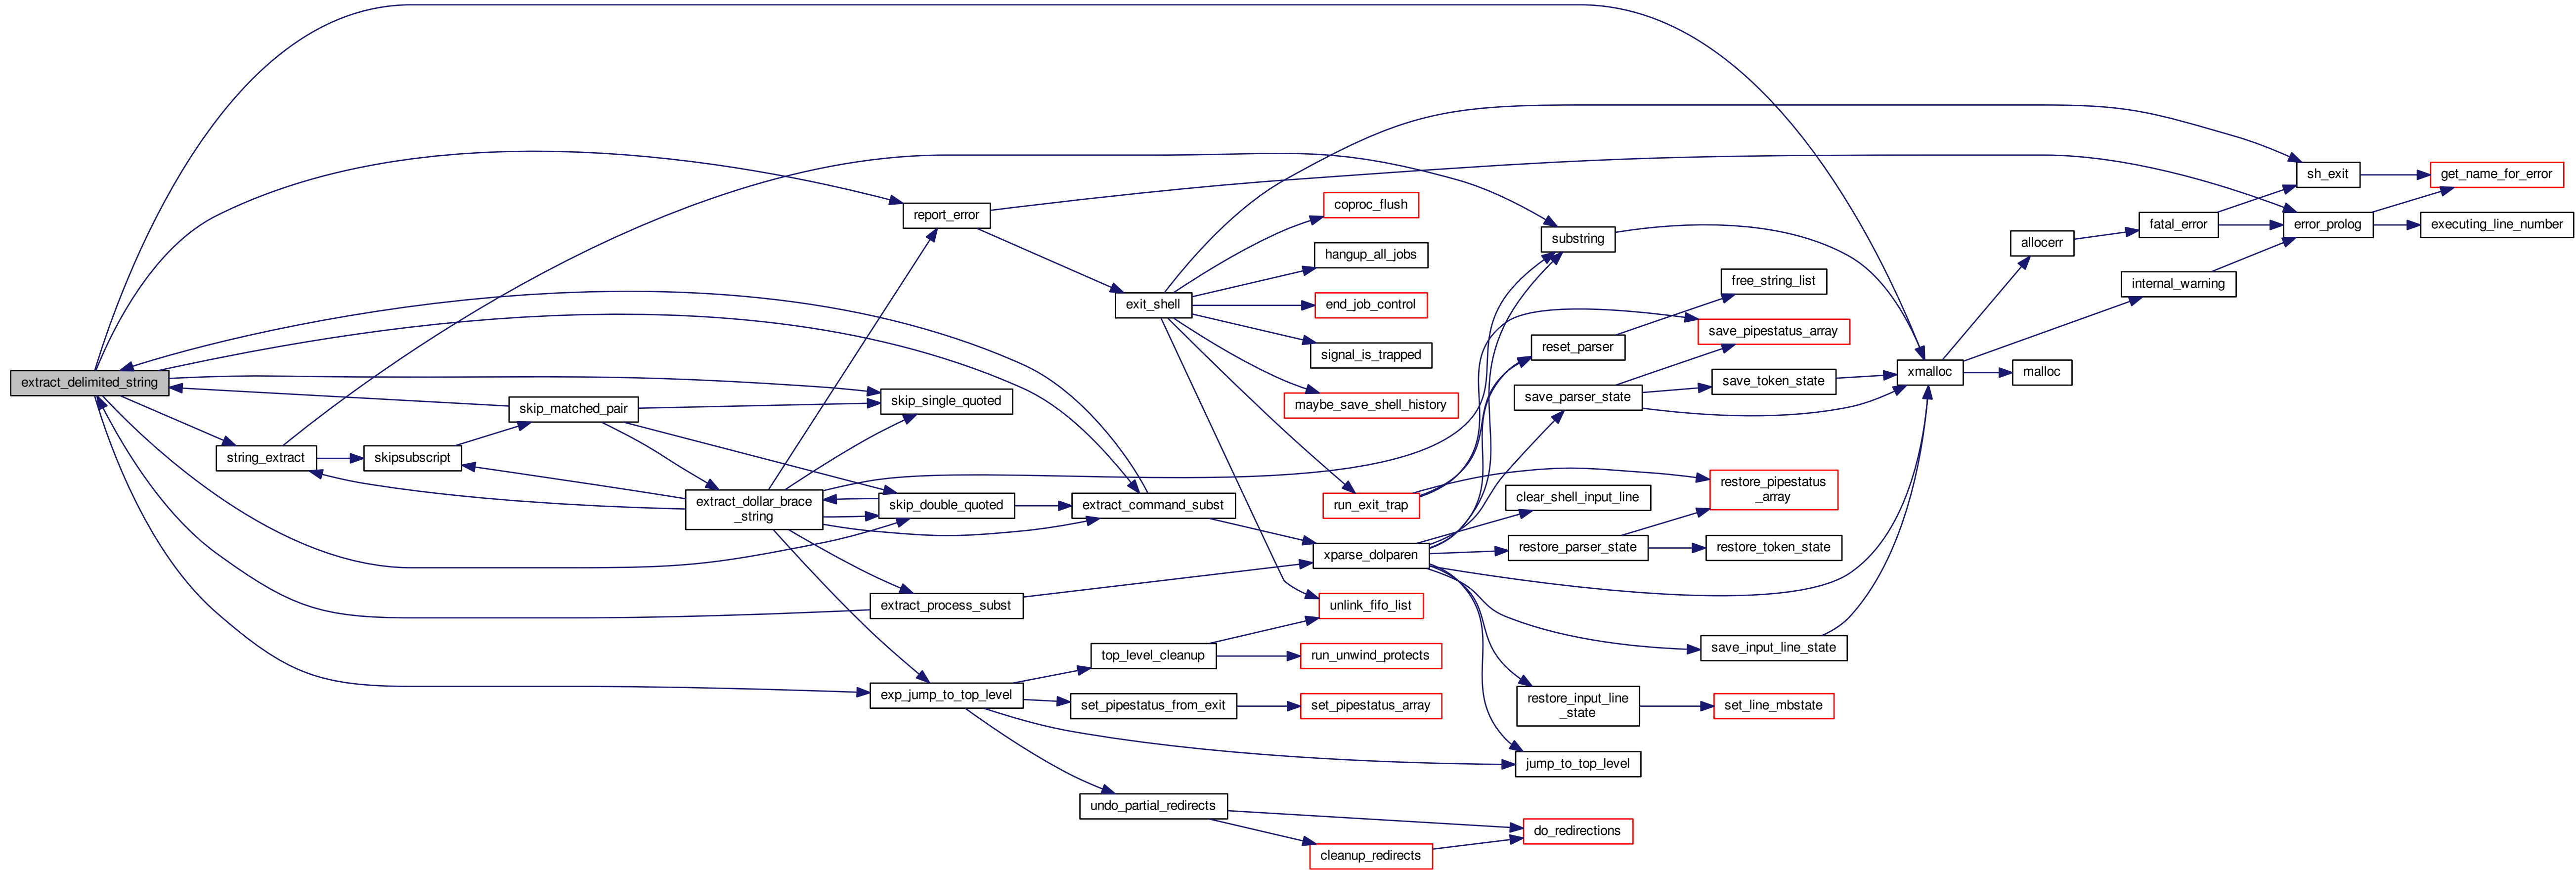 extract_delimited_string
string_extract
skipsubscript
skip_matched_pair
extract_dollar_brace
_string
report_error
skip_single_quoted
skip_double_quoted
extract_process_subst
exp_jump_to_top_level
extract_command_subst
exit_shell
top_level_cleanup
set_pipestatus_from_exit
undo_partial_redirects
coproc_flush
hangup_all_jobs
end_job_control
signal_is_trapped
maybe_save_shell_history
run_exit_trap
xparse_dolparen
unlink_fifo_list
run_unwind_protects
set_pipestatus_array
cleanup_redirects
substring
reset_parser
save_parser_state
clear_shell_input_line
restore_parser_state
restore_input_line
_state
jump_to_top_level
do_redirections
free_string_list
save_pipestatus_array
save_token_state
restore_pipestatus
_array
restore_token_state
save_input_line_state
set_line_mbstate
xmalloc
allocerr
malloc
fatal_error
internal_warning
sh_exit
error_prolog
get_name_for_error
executing_line_number